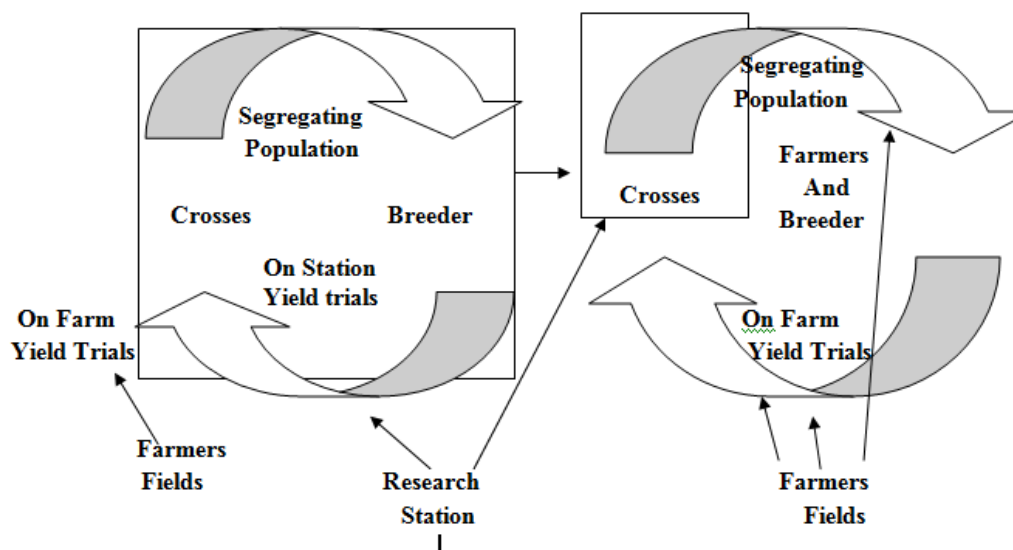 Segregating
Population
Crosses
Breeder
On Station
Yield trials
On Farm
Yield Trials
Farmers
Fields
Research
Station
Segregating
Population
Farmers
And
Breeder
Crosses
On Farm
Yield Trials
Farmers
Fields